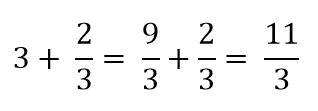 3 + 2/3 = 9/3 + 2/3 = 11/3